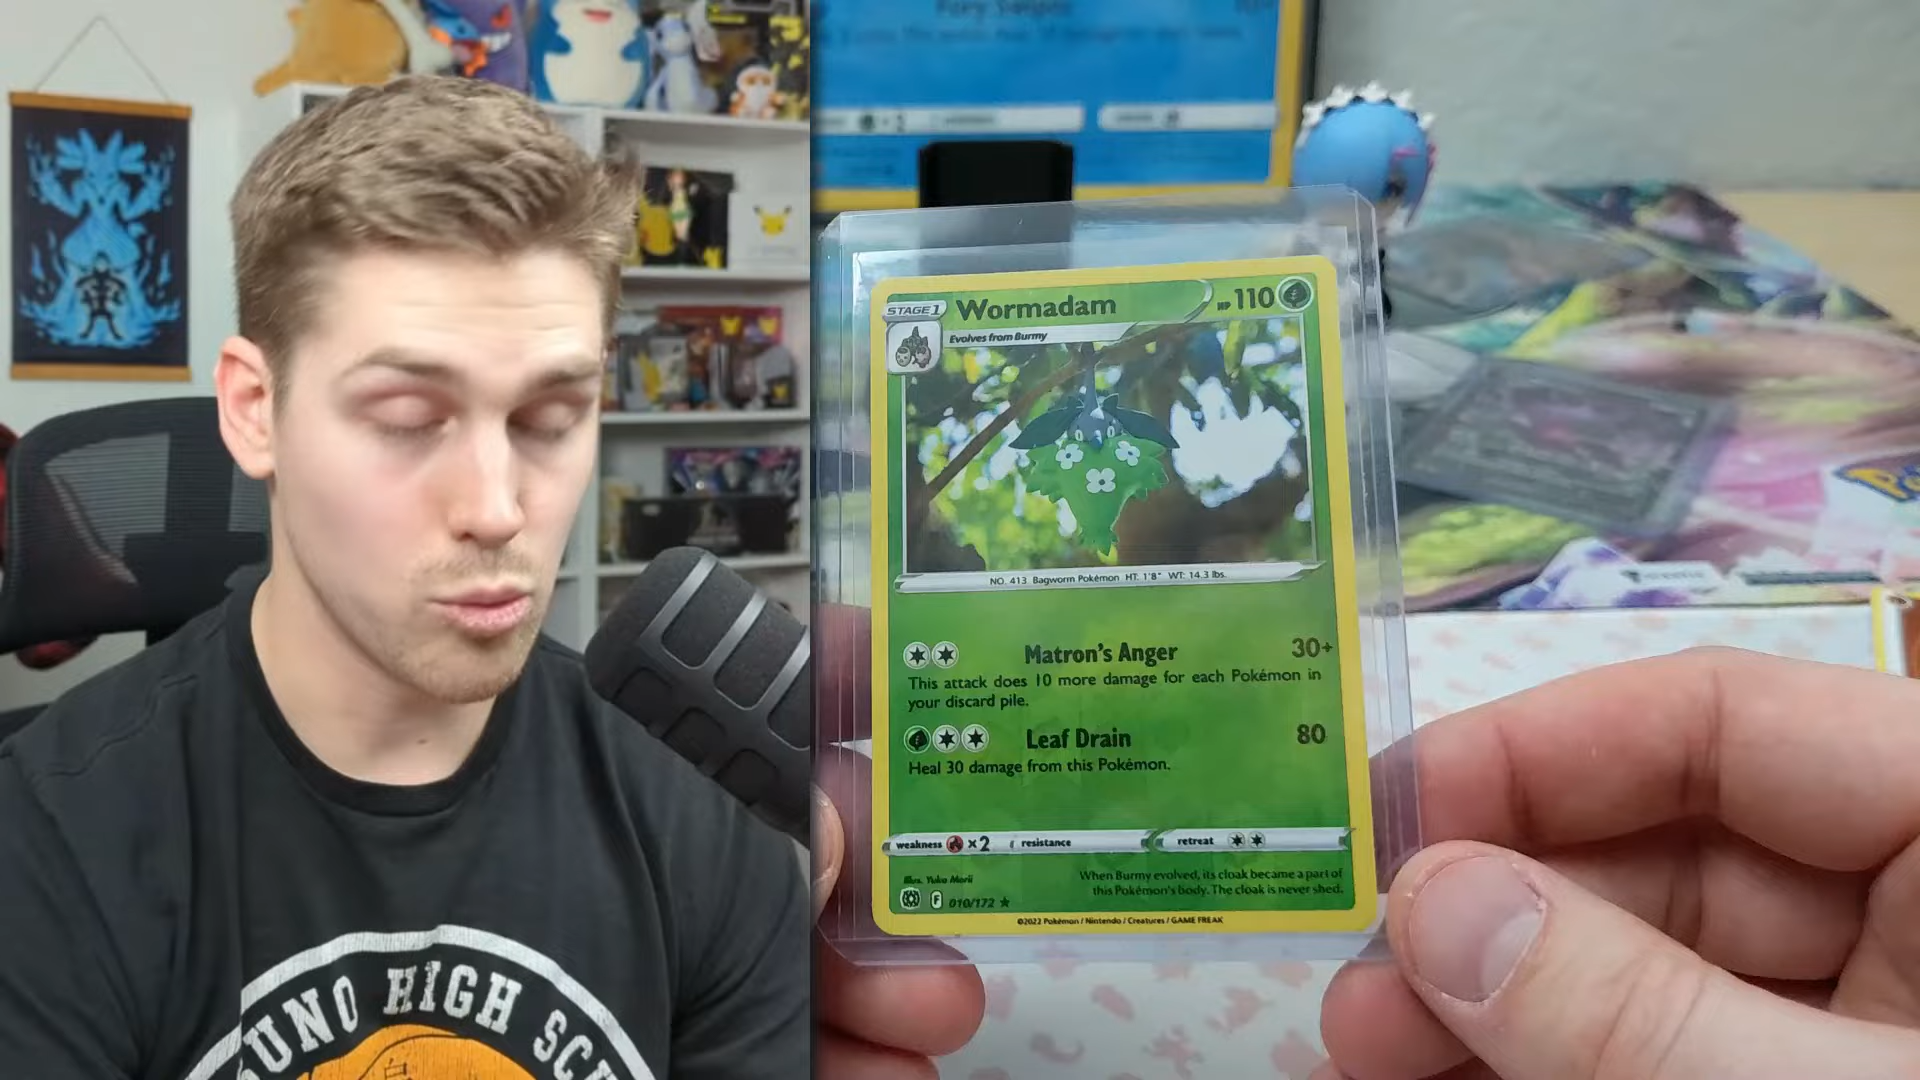 Fury Swipes
STAGE 1
Wormadam
HP 110
Evolves from Burmy
NO. 413 Bagworm Pokémon HT: 1'8" WT: 14.3 lbs.
Matron's Anger 30+
This attack does 10 more damage for each Pokémon in
your discard pile.
Leaf Drain 80
Heal 30 damage from this Pokémon.
weakness ×2 resistance retreat
Illus. Yuka Morii
When Burmy evolved, its cloak became a part of
this Pokémon's body. The cloak is never shed.
F 010/172 ★
©2022 Pokémon / Nintendo / Creatures / GAME FREAK
UNO HIGH SC